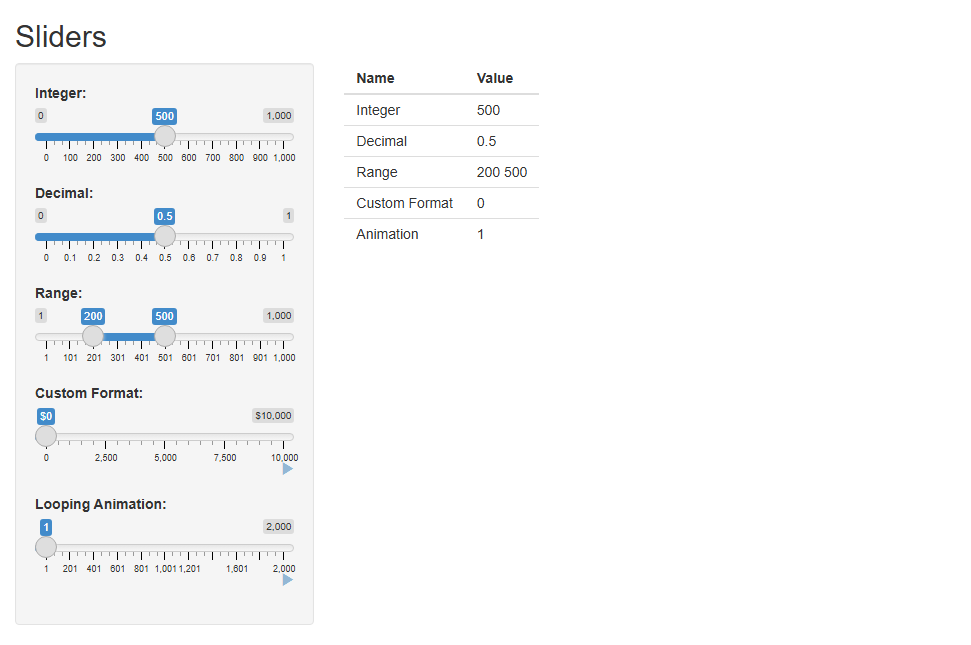 Sliders
Integer:
0 500 1,000
0 100 200 300 400 500 600 700 800 900 1,000
Decimal:
0 0.5 1
0 0.1 0.2 0.3 0.4 0.5 0.6 0.7 0.8 0.9 1
Range:
1 200 500 1,000
1 101 201 301 401 501 601 701 801 901 1,000
Custom Format:
$0 $10,000
0 2,500 5,000 7,500 10,000
Looping Animation:
1 2,000
1 201 401 601 801 1,001 1,201 1,601 2,000
Name Value
Integer 500
Decimal 0.5
Range 200 500
Custom Format 0
Animation 1